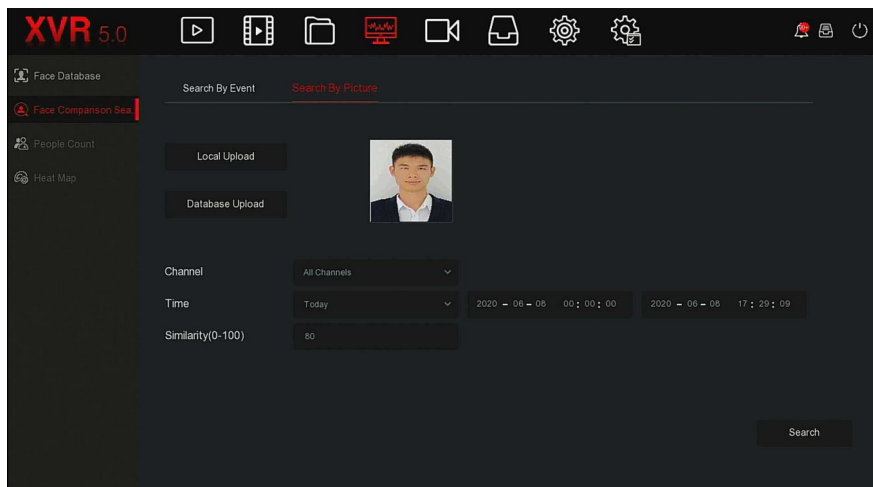 XVR 5.0
Face Database
Face Comparison Sea
People Count
Heat Map
Search By Event
Search By Picture
Local Upload
Database Upload
Channel
All Channels
Time
Today
2020 - 06 - 08 00 : 00 : 00
2020 - 06 - 08 17 : 29 : 09
Similarity(0-100)
80
Search